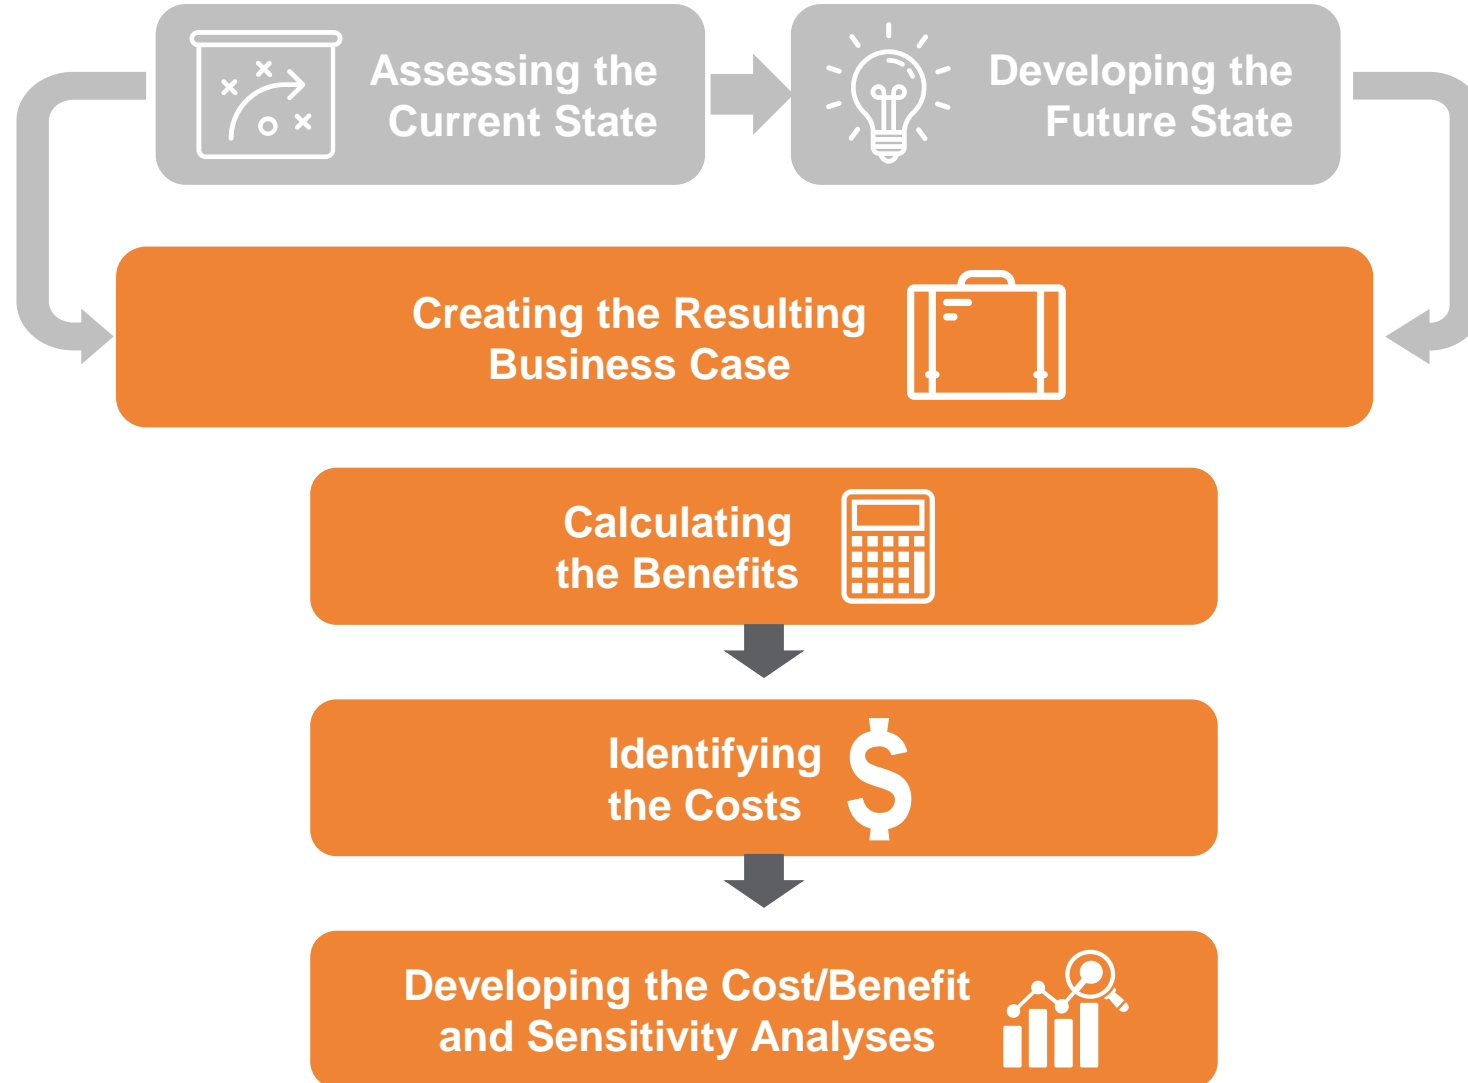 Assessing the
Current State
Developing the
Future State
Creating the Resulting
Business Case
Calculating
the Benefits
Identifying
the Costs
$
Developing the Cost/Benefit
and Sensitivity Analyses